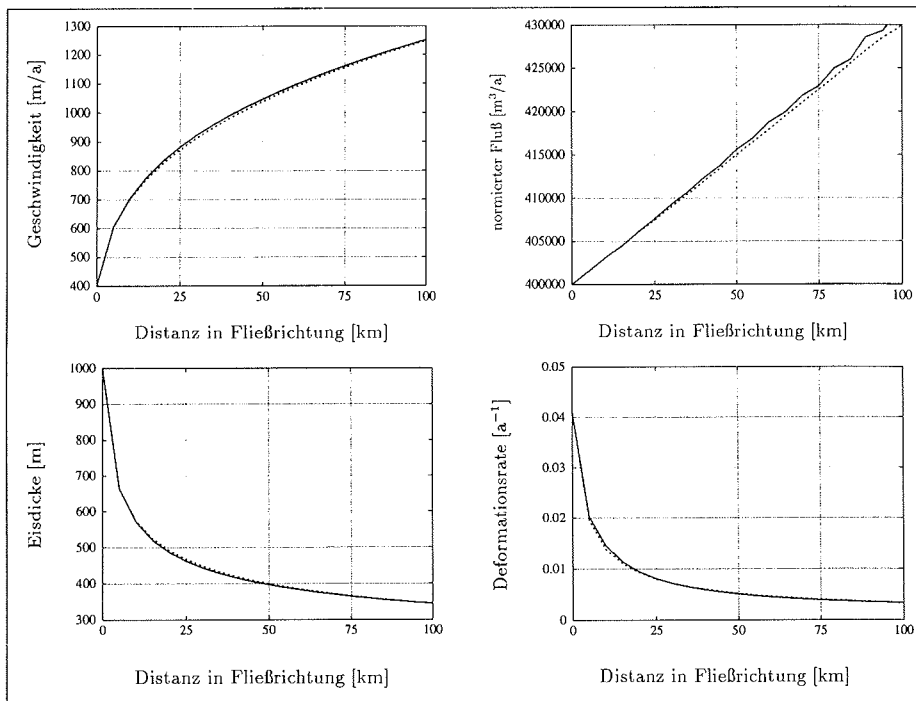 Geschwindigkeit [m/a]
1300
1200
1100
1000
900
800
700
600
500
400
0 25 50 75 100
Distanz in Fließrichtung [km]
normierter Fluß [m³/a]
430000
425000
420000
415000
410000
405000
400000
0 25 50 75 100
Distanz in Fließrichtung [km]
Eisdicke [m]
1000
900
800
700
600
500
400
300
0 25 50 75 100
Distanz in Fließrichtung [km]
Deformationsrate [a⁻¹]
0.05
0.04
0.03
0.02
0.01
0
0 25 50 75 100
Distanz in Fließrichtung [km]